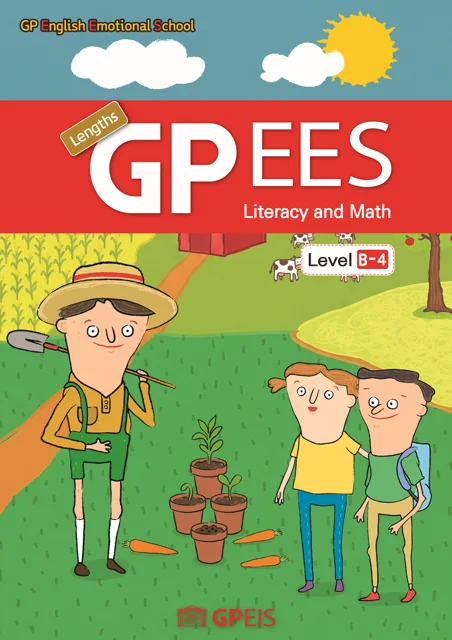 GP English Emotional School
Lengths
GP EES
Literacy and Math
Level B-4
GPEIS